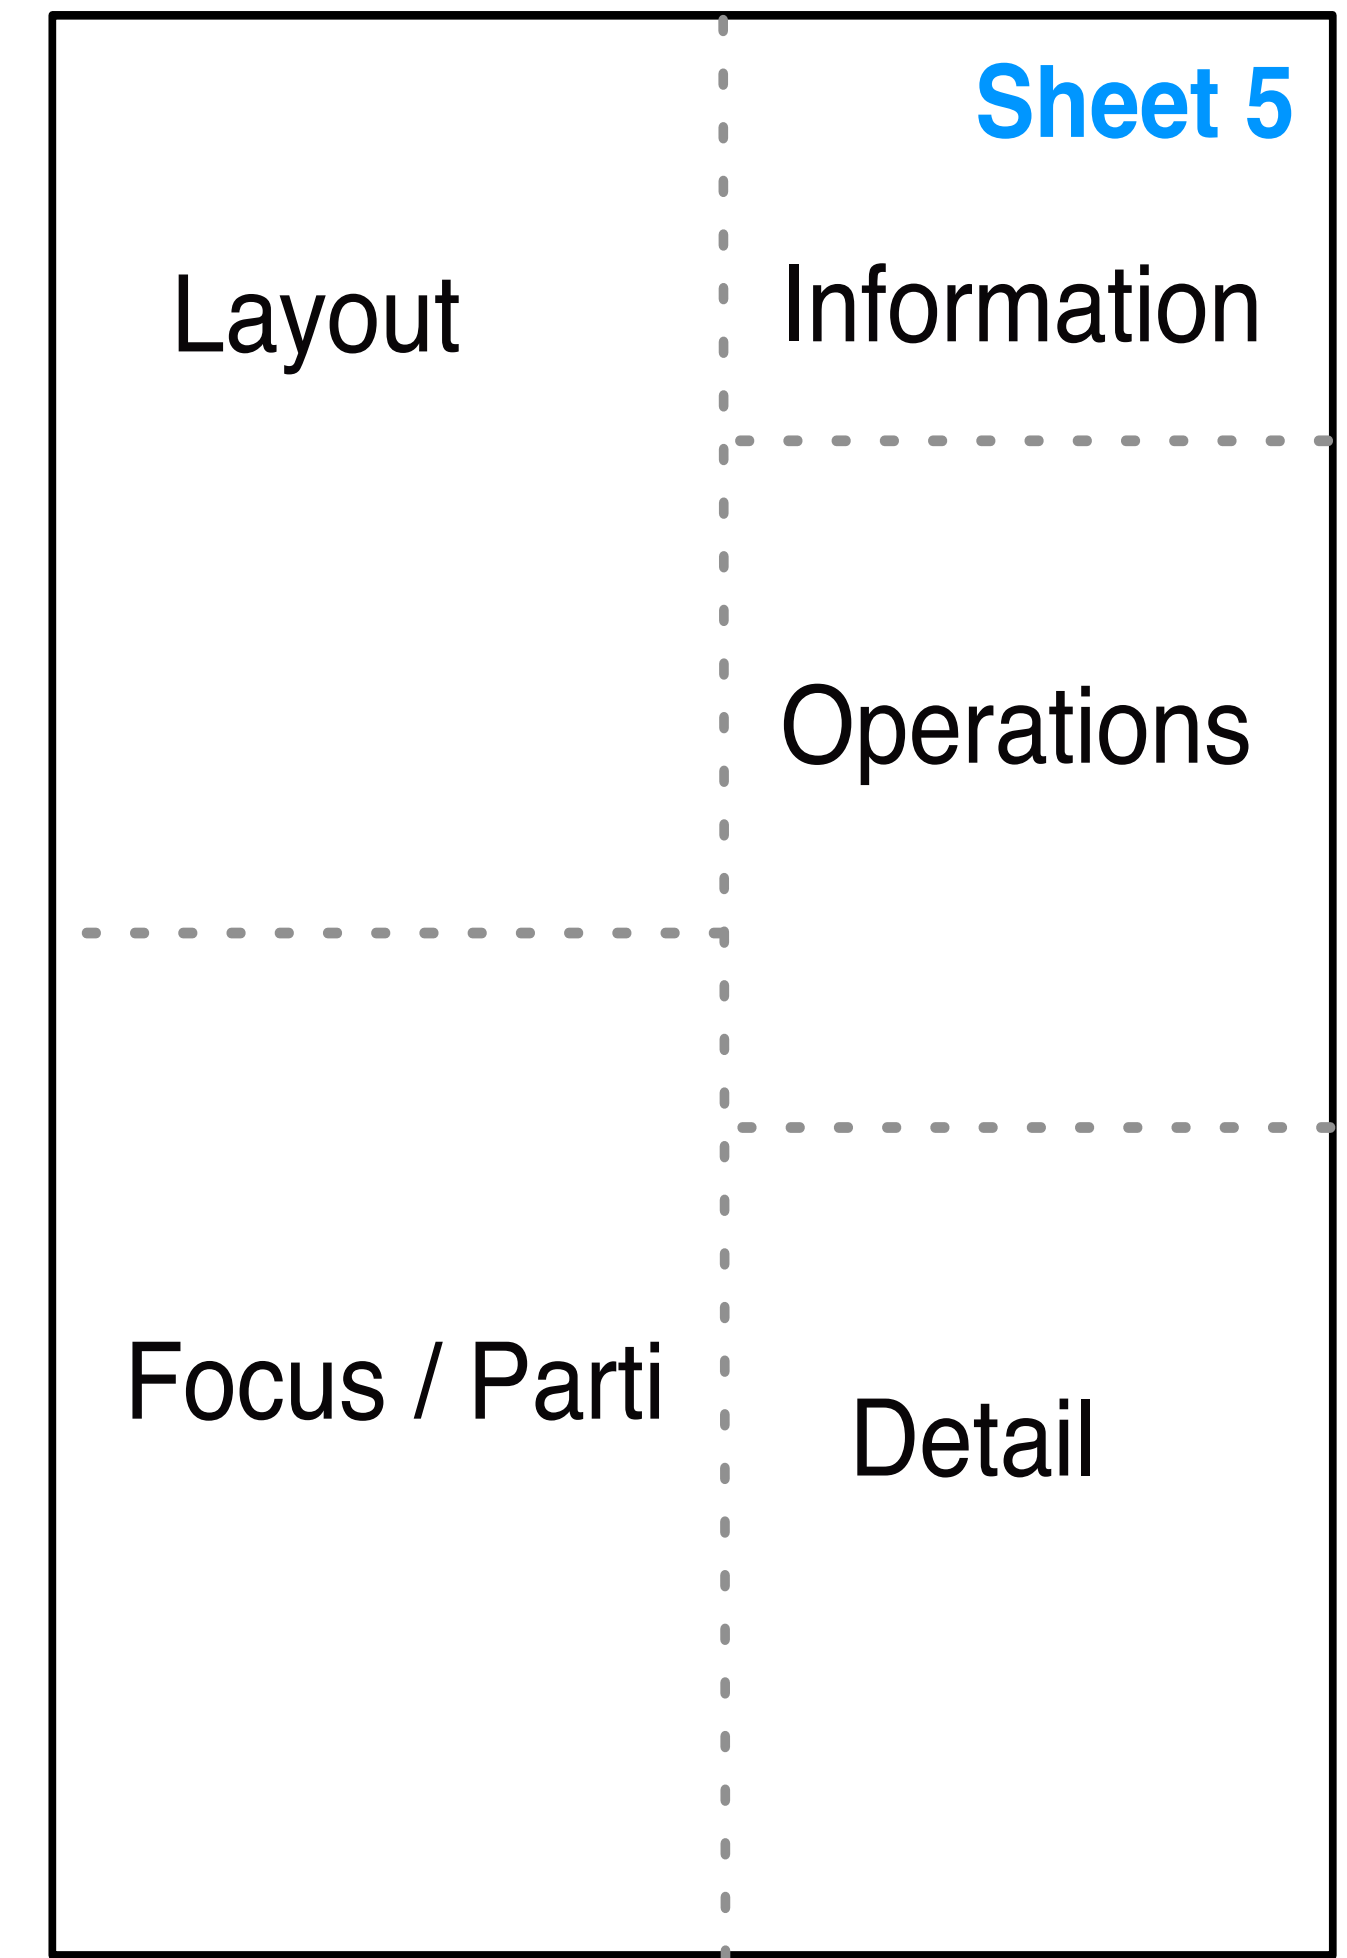 Sheet 5
Layout
Information
Operations
Focus / Parti
Detail